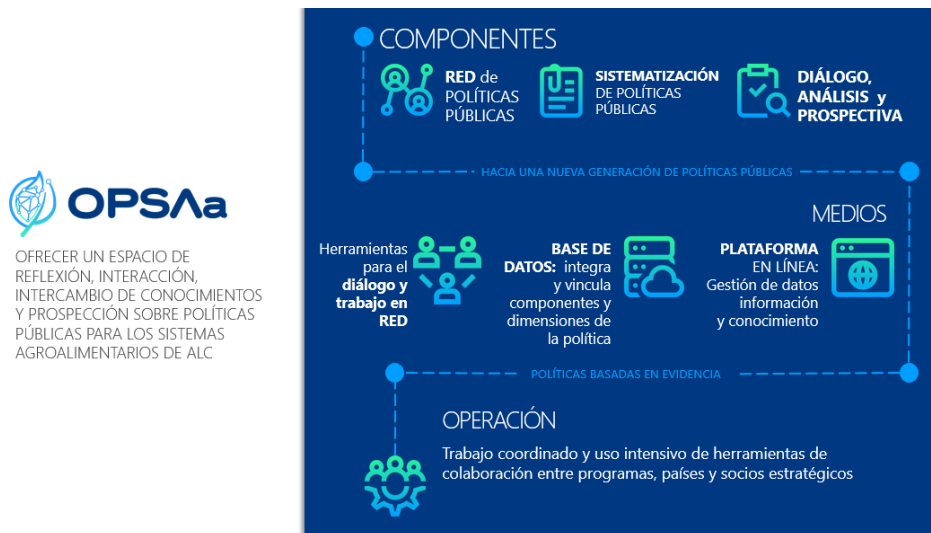 OPSAa
OFRECER UN ESPACIO DE
REFLEXIÓN, INTERACCIÓN,
INTERCAMBIO DE CONOCIMIENTOS
Y PROSPECCIÓN SOBRE POLÍTICAS
PÚBLICAS PARA LOS SISTEMAS
AGROALIMENTARIOS DE ALC
COMPONENTES
RED de
POLÍTICAS
PÚBLICAS
SISTEMATIZACIÓN
DE POLÍTICAS
PÚBLICAS
DIÁLOGO,
ANÁLISIS y
PROSPECTIVA
HACIA UNA NUEVA GENERACIÓN DE POLÍTICAS PÚBLICAS
MEDIOS
Herramientas
para el
diálogo y
trabajo en
RED
BASE DE
DATOS: integra
y vincula
componentes y
dimensiones de
la política
PLATAFORMA
EN LÍNEA:
Gestión de datos
información
y conocimiento
POLÍTICAS BASADAS EN EVIDENCIA
OPERACIÓN
Trabajo coordinado y uso intensivo de herramientas de
colaboración entre programas, países y socios estratégicos